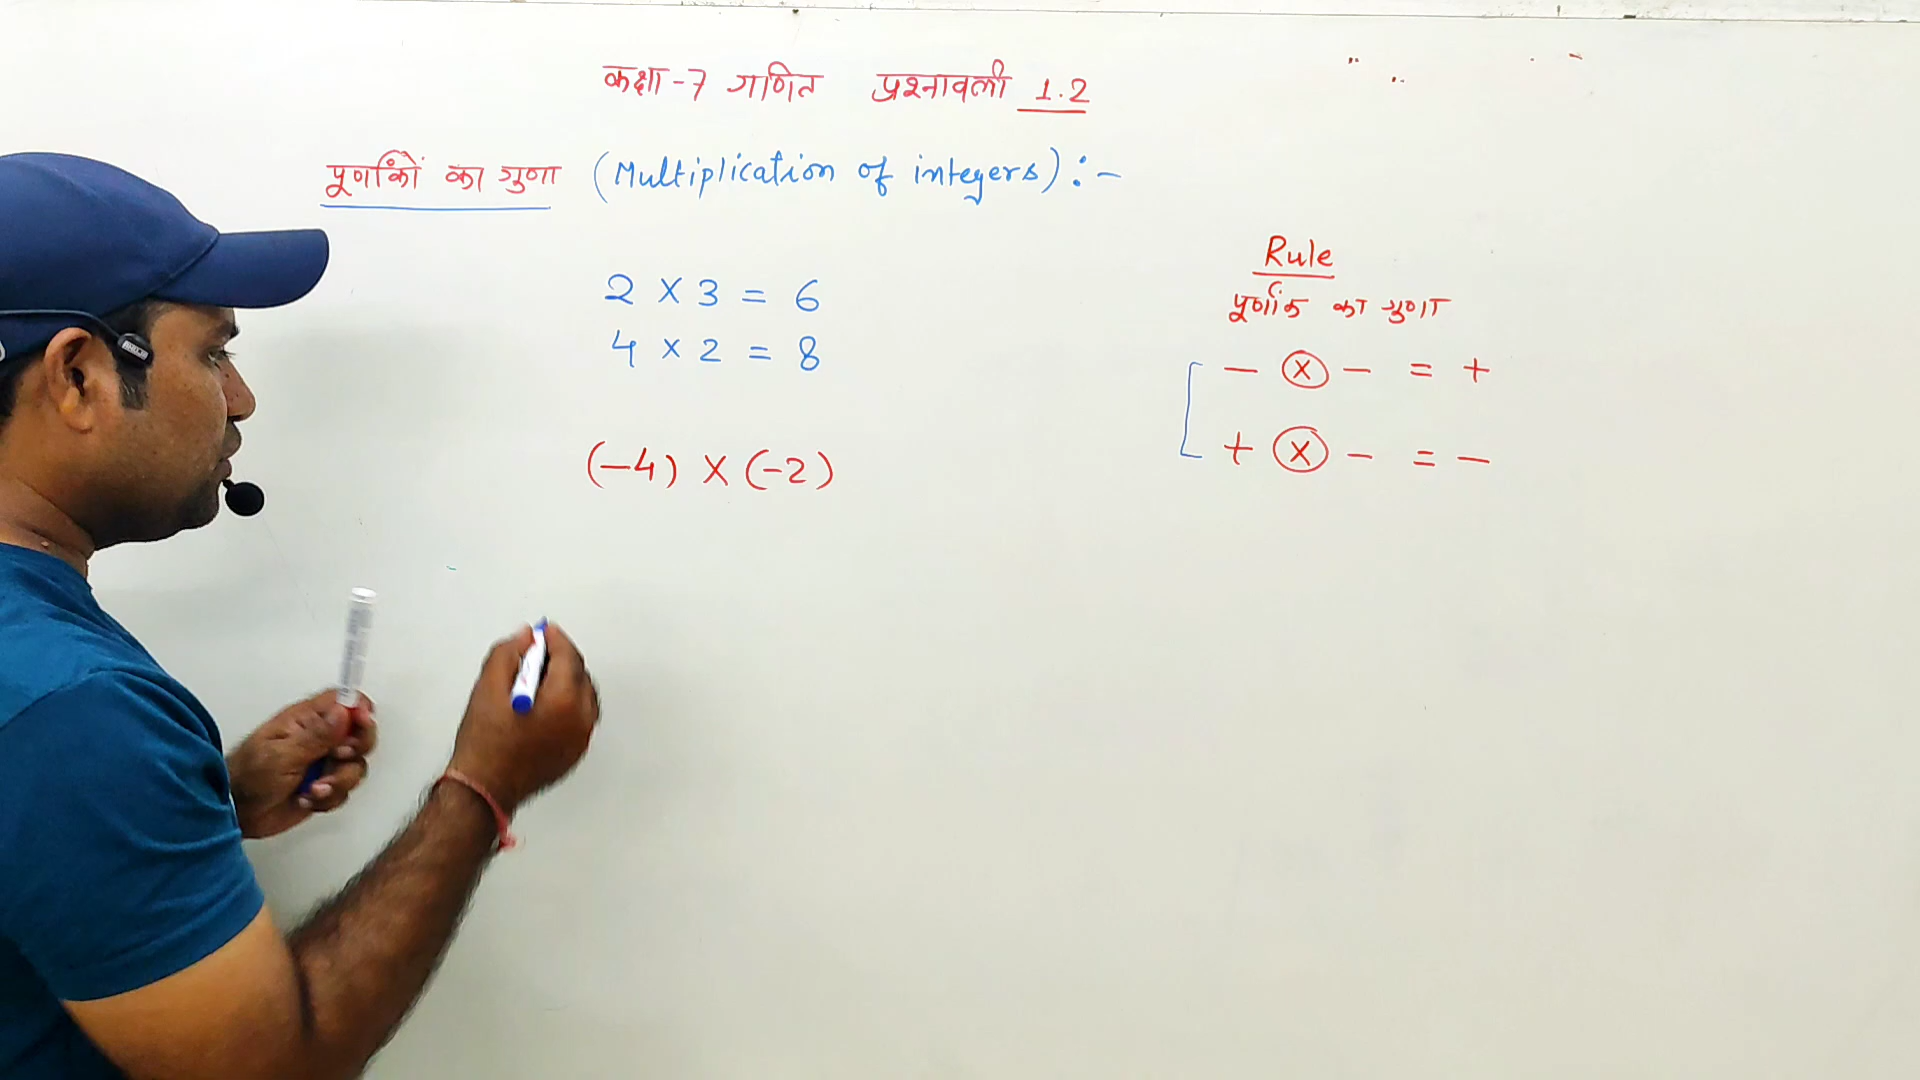 कक्षा-7 गणित प्रश्नावली 1.2
पूर्णांकों का गुणा (Multiplication of integers) :-
2 × 3 = 6
4 × 2 = 8
(-4) × (-2)
Rule
पूर्णांक का गुणा
- × - = +
+ × - = -